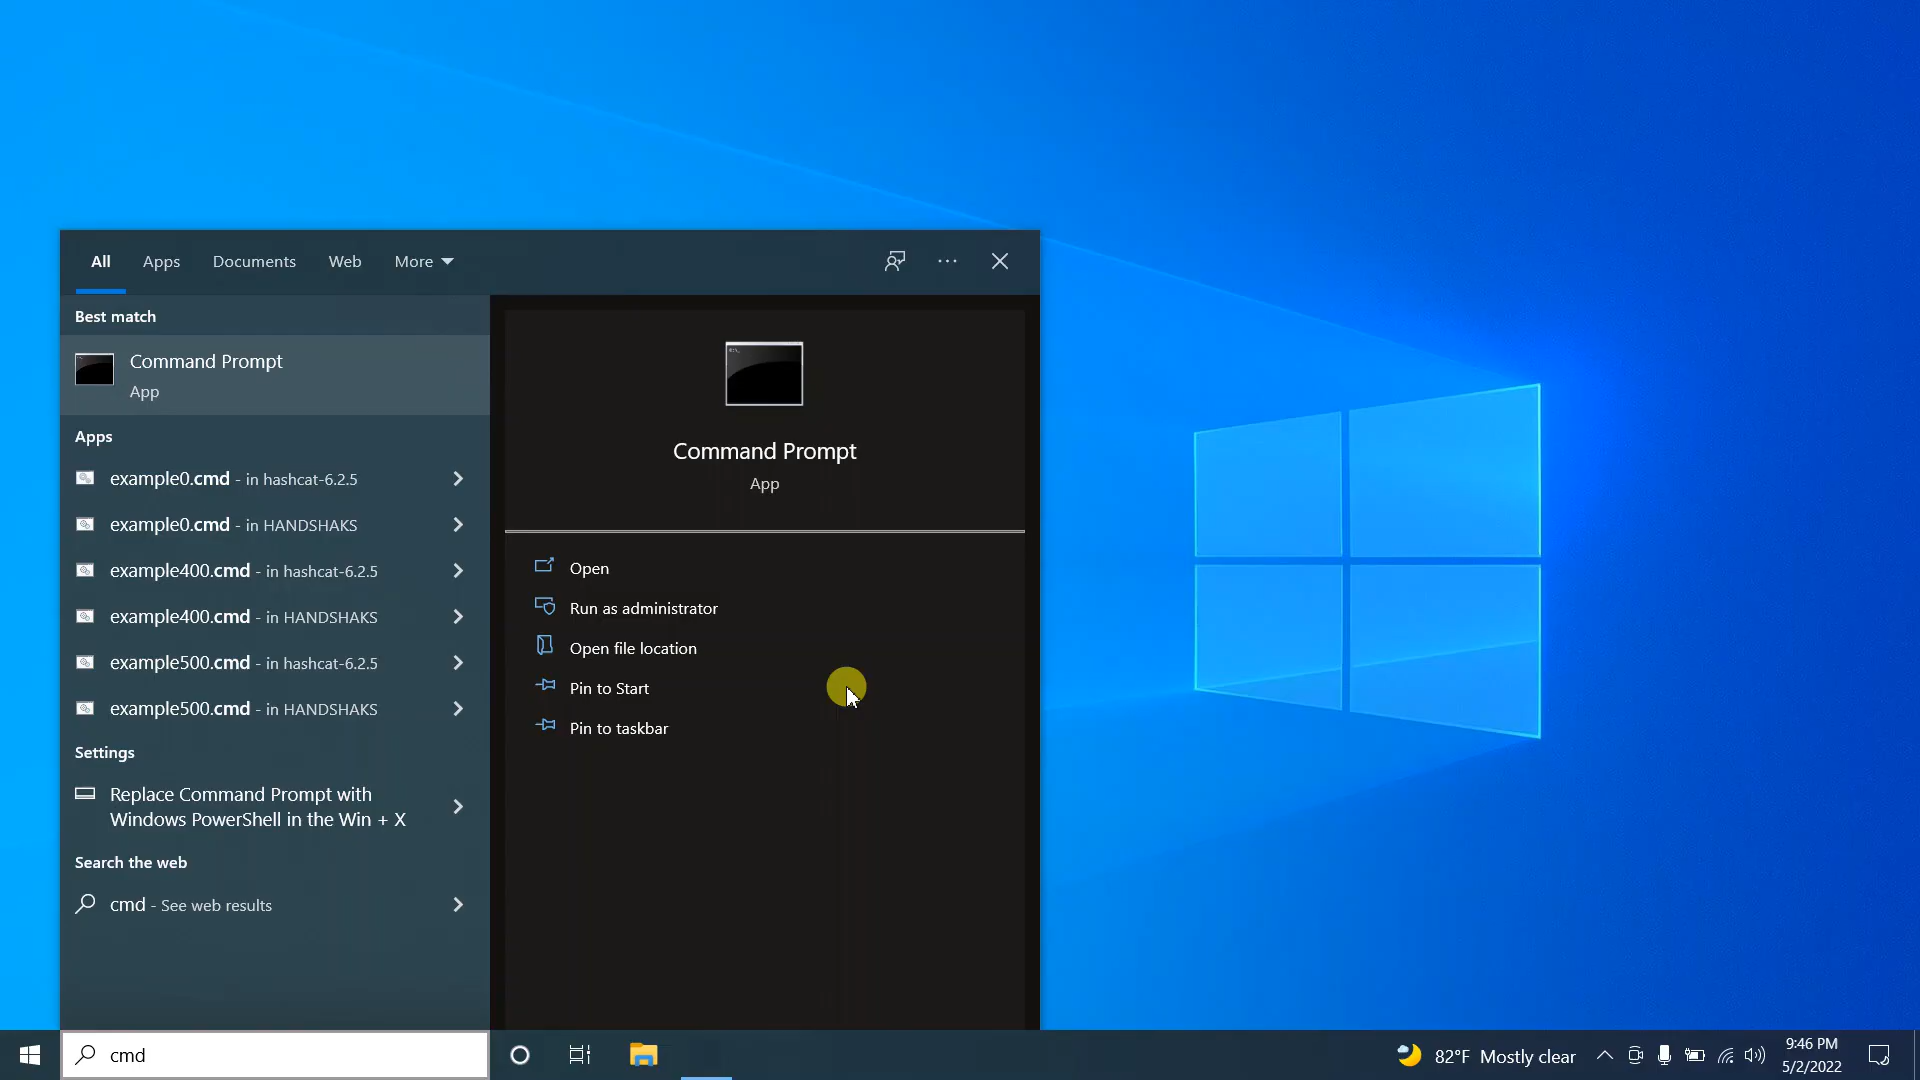 All Apps Documents Web More
Best match
Command Prompt
App
Apps
example0.cmd - in hashcat-6.2.5
example0.cmd - in HANDSHAKS
example400.cmd - in hashcat-6.2.5
example400.cmd - in HANDSHAKS
example500.cmd - in hashcat-6.2.5
example500.cmd - in HANDSHAKS
Settings
Replace Command Prompt with
Windows PowerShell in the Win + X
Search the web
cmd - See web results
Command Prompt
App
Open
Run as administrator
Open file location
Pin to Start
Pin to taskbar
cmd
82°F Mostly clear
9:46 PM
5/2/2022